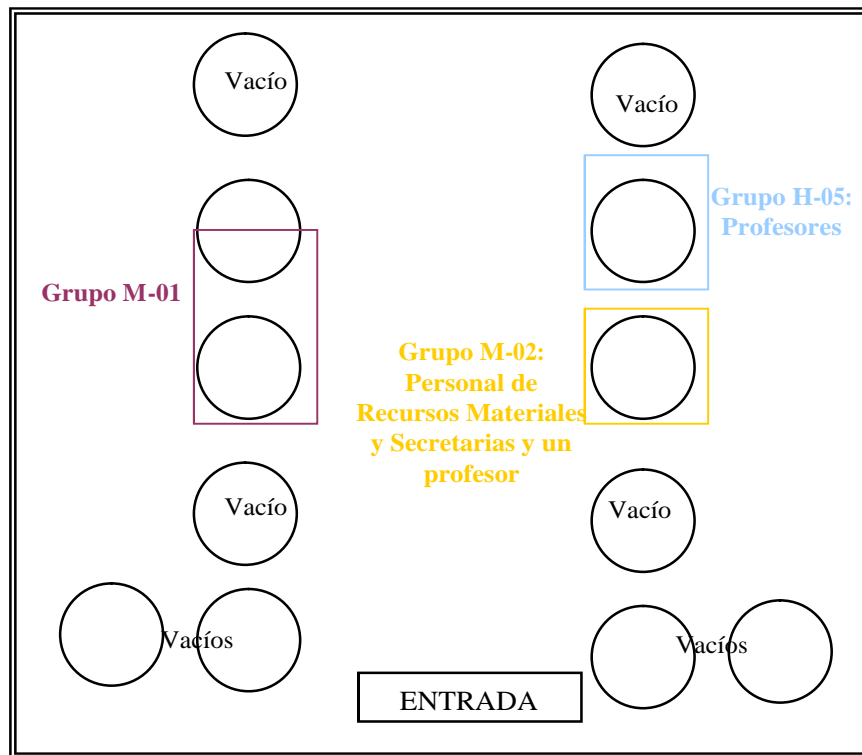 Vacío
Vacío
Grupo H-05:
Profesores
Grupo M-01
Grupo M-02:
Personal de
Recursos Materiales
y Secretarias y un
profesor
Vacío
Vacío
Vacíos
Vacíos
ENTRADA